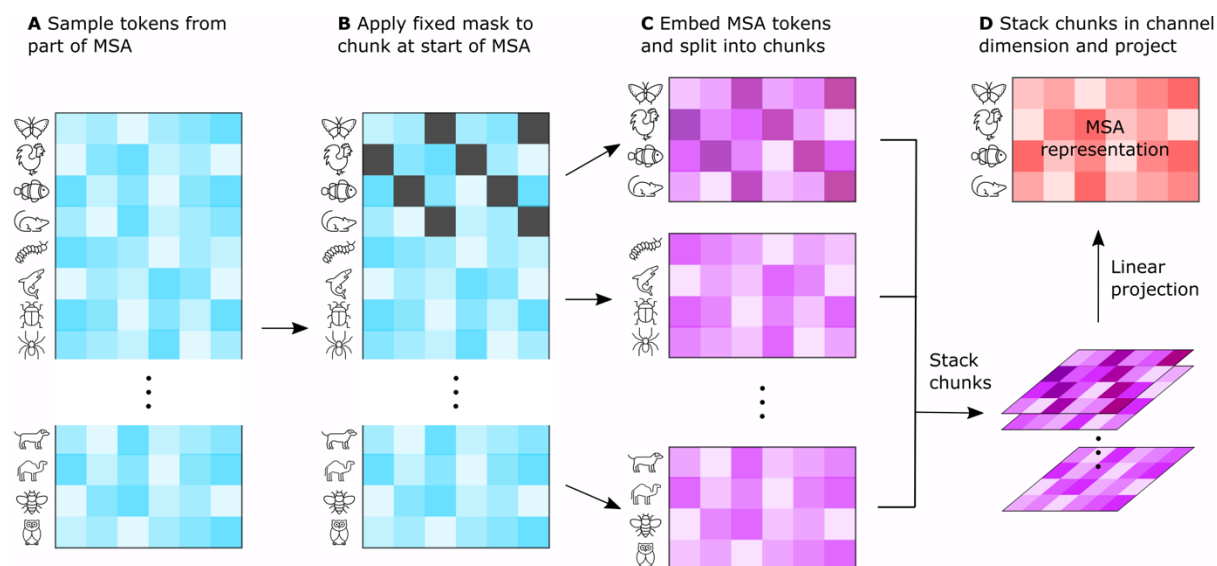 A Sample tokens from
part of MSA
B Apply fixed mask to
chunk at start of MSA
C Embed MSA tokens
and split into chunks
D Stack chunks in channel
dimension and project
MSA
representation
Linear
projection
Stack
chunks